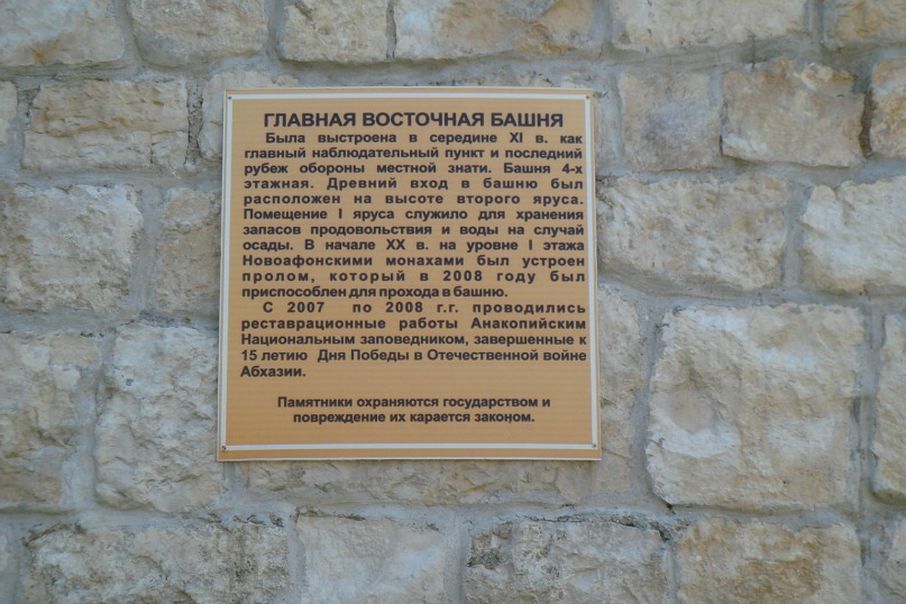 ГЛАВНАЯ ВОСТОЧНАЯ БАШНЯ
Была выстроена в середине XI в. как
главный наблюдательный пункт и последний
рубеж обороны местной знати. Башня 4-х
этажная. Древний вход в башню был
расположен на высоте второго яруса.
Помещение I яруса служило для хранения
запасов продовольствия и воды на случай
осады. В начале XX в. на уровне I этажа
Новоафонскими монахами был устроен
пролом, который в 2008 году был
приспособлен для прохода в башню.
С 2007 по 2008 г.г. проводились
реставрационные работы Анакопийским
Национальным заповедником, завершенные к
15 летию Дня Победы в Отечественной войне
Абхазии.
Памятники охраняются государством и
повреждение их карается законом.